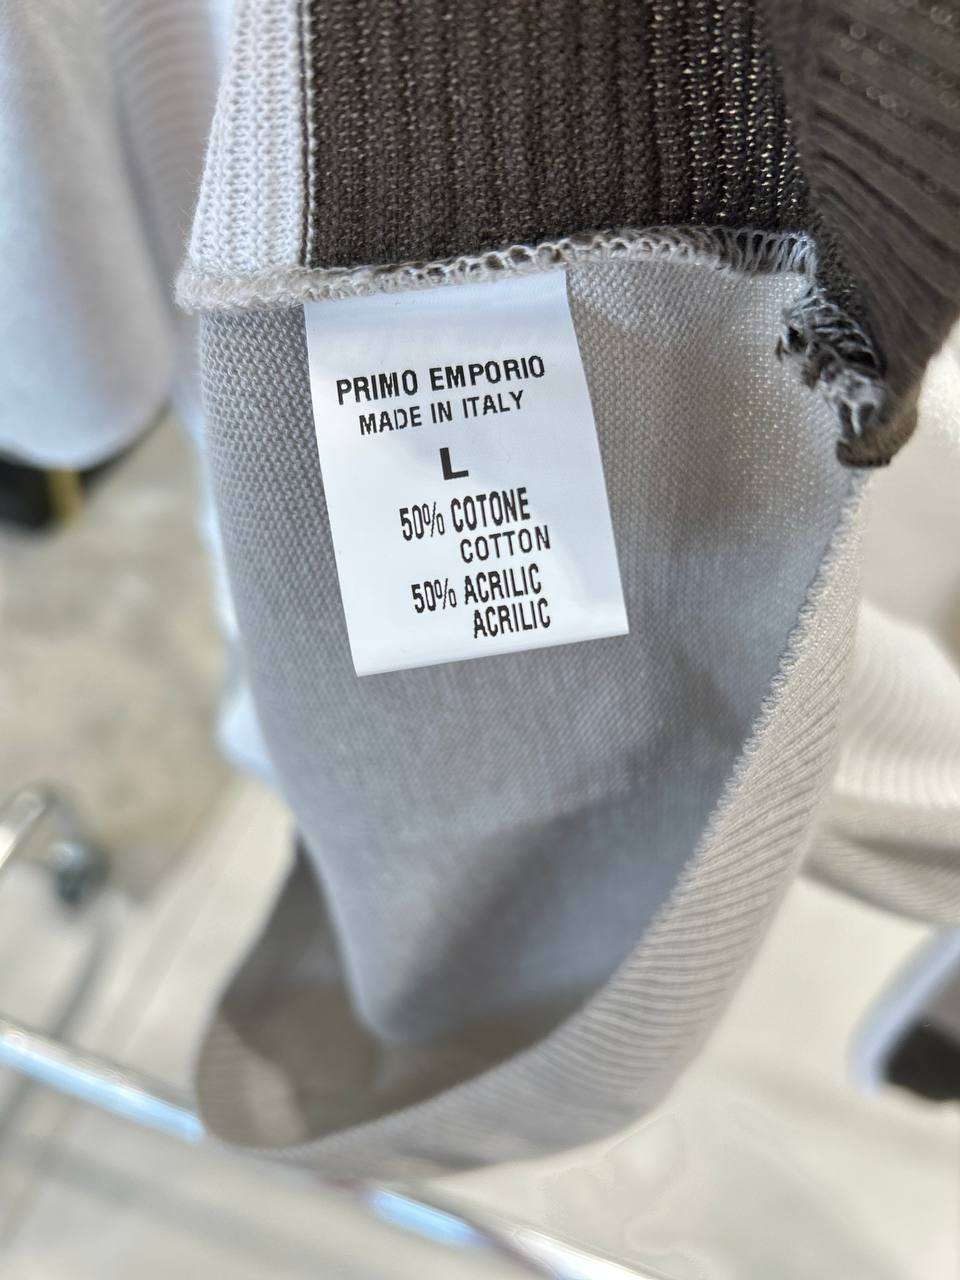 PRIMO EMPORIO
MADE IN ITALY
L
50% COTONE
COTTON
50% ACRILIC
ACRILIC